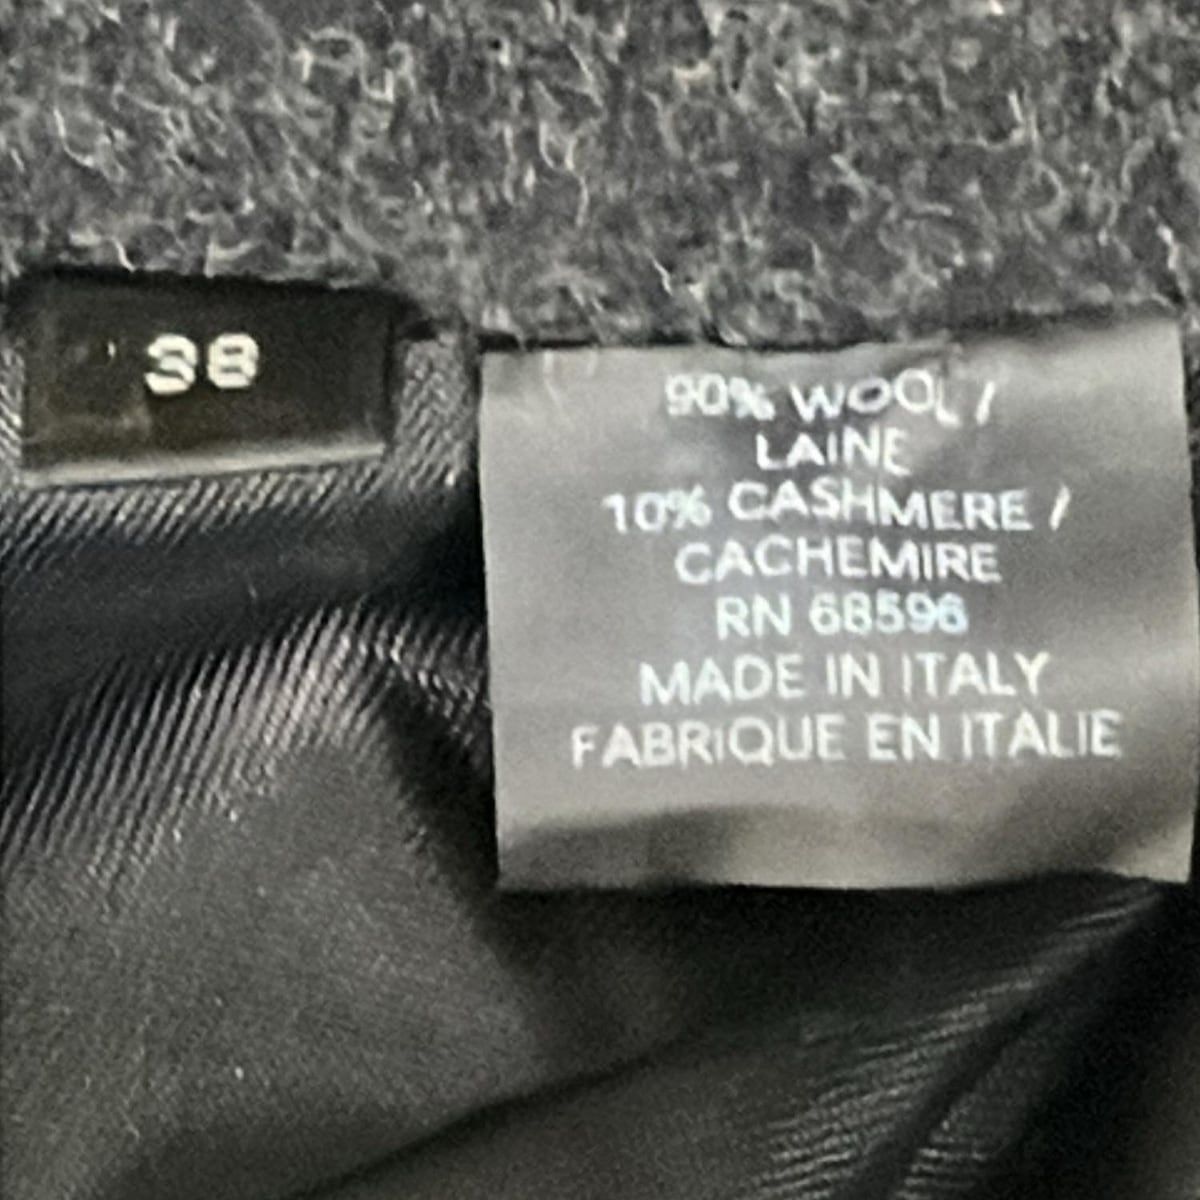 38
90% WOOL /
LAINE
10% CASHMERE /
CACHEMIRE
RN 68596
MADE IN ITALY
FABRIQUE EN ITALIE